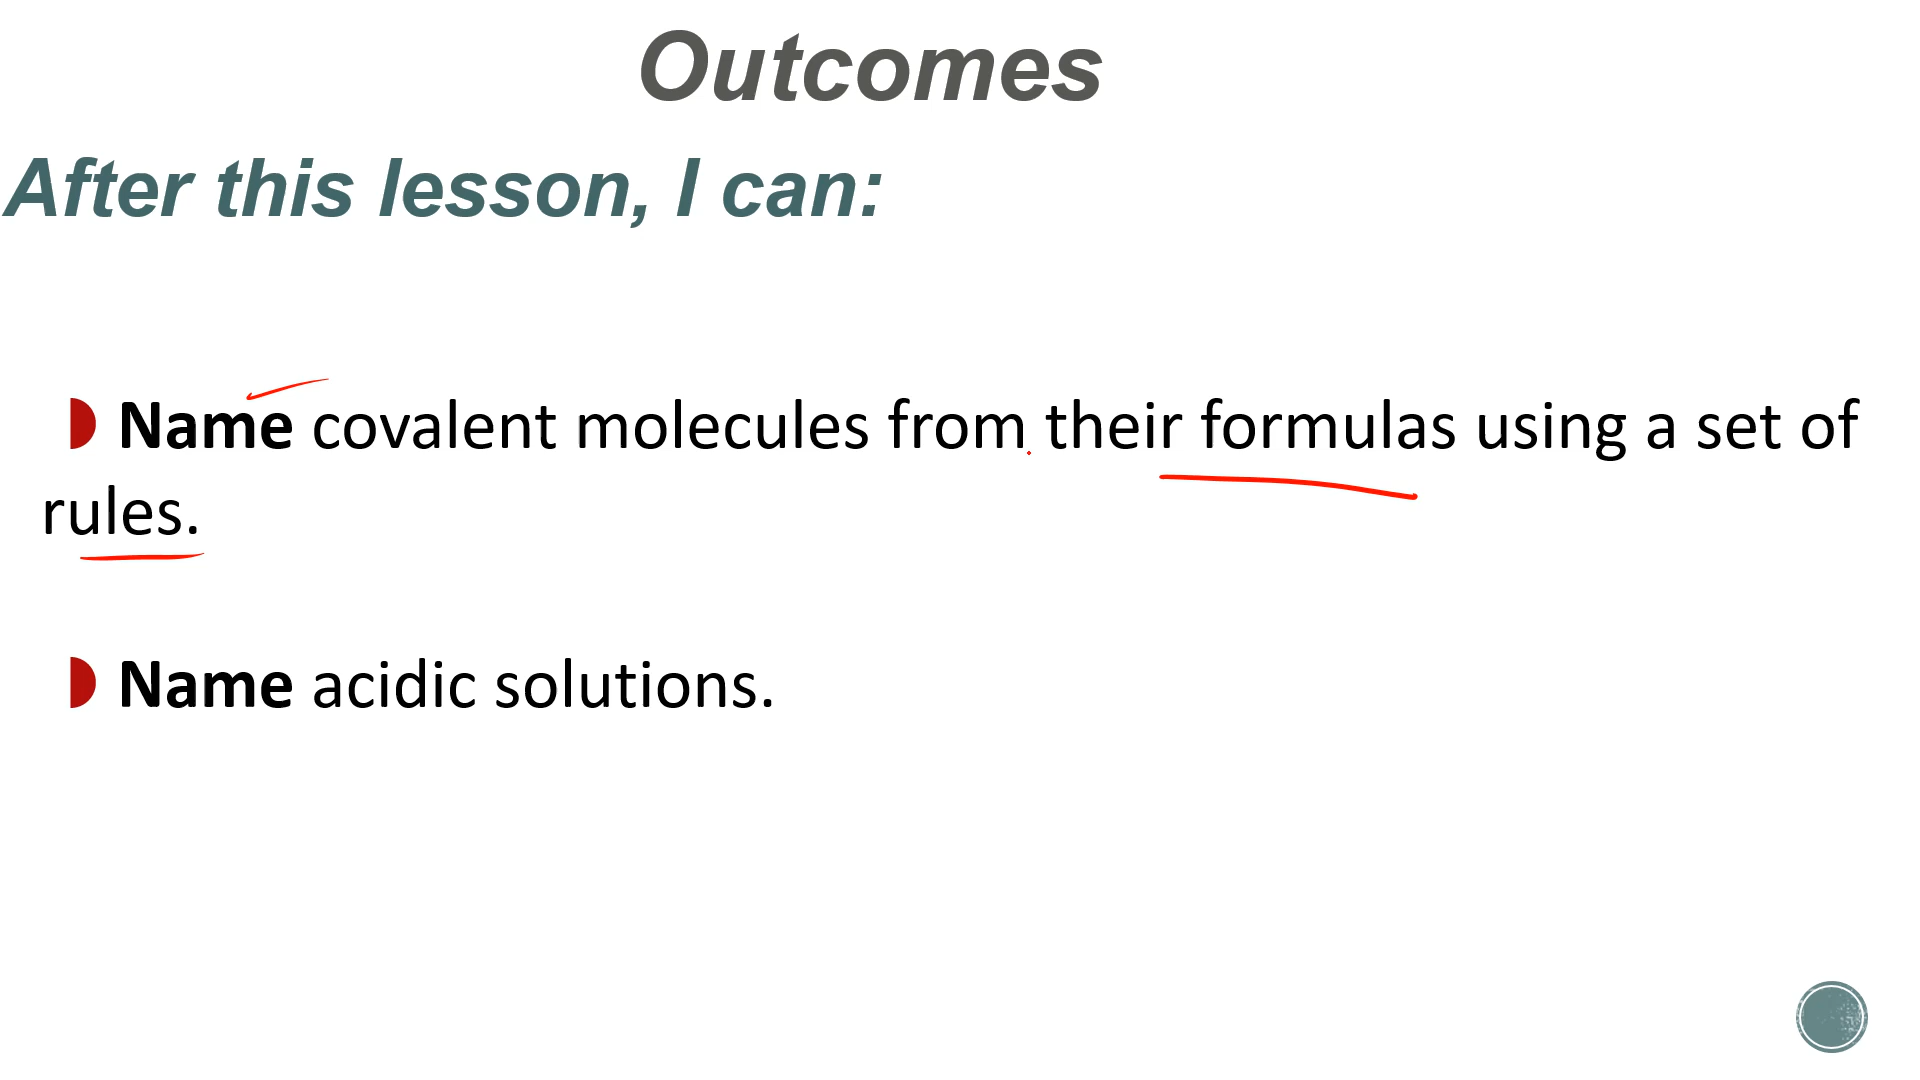 Outcomes
After this lesson, I can:
Name covalent molecules from their formulas using a set of
rules.
Name acidic solutions.